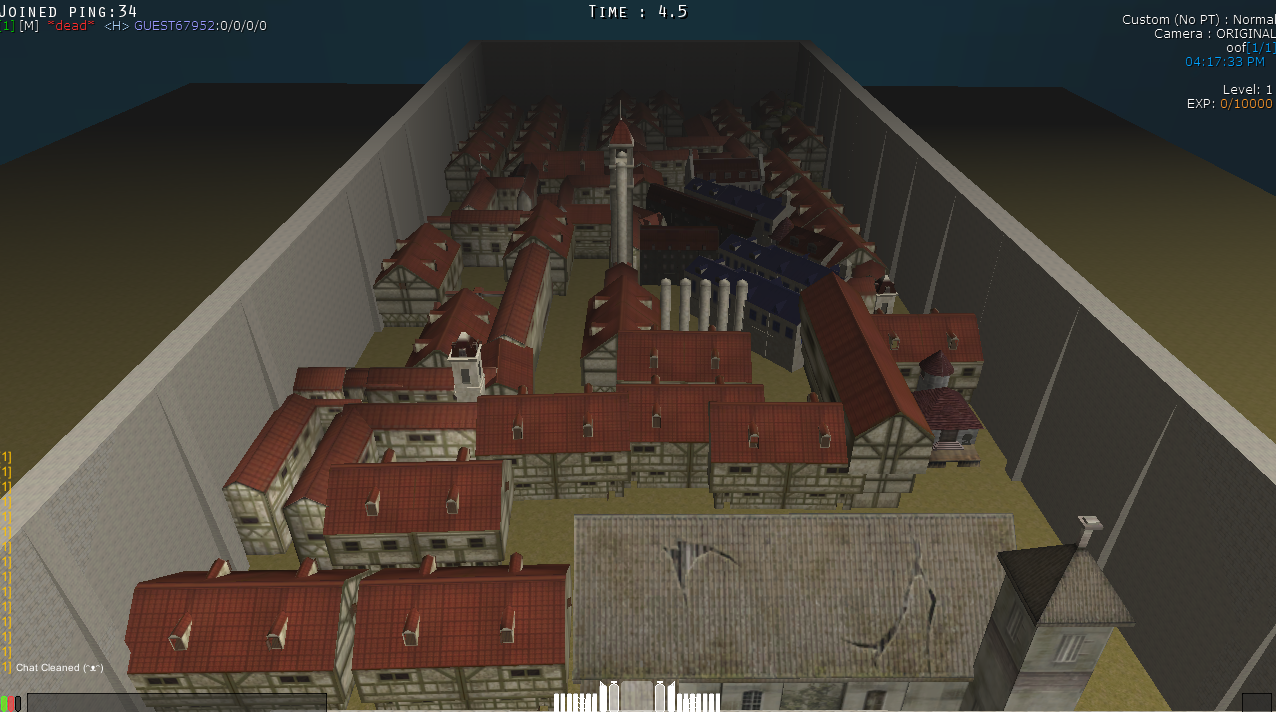 JOINED PING:34
[1] [M] *dead* <H> GUEST67952:0/0/0/0
TIME : 4.5
Custom (No PT) : Normal
Camera : ORIGINAL
oof[1/1]
04:17:33 PM
Level: 1
EXP: 0/10000
1]
1]
1]
1]
1]
1]
1]
1]
1]
1]
1]
1]
1]
1]
1] Chat Cleaned (ᵔᴥᵔ)